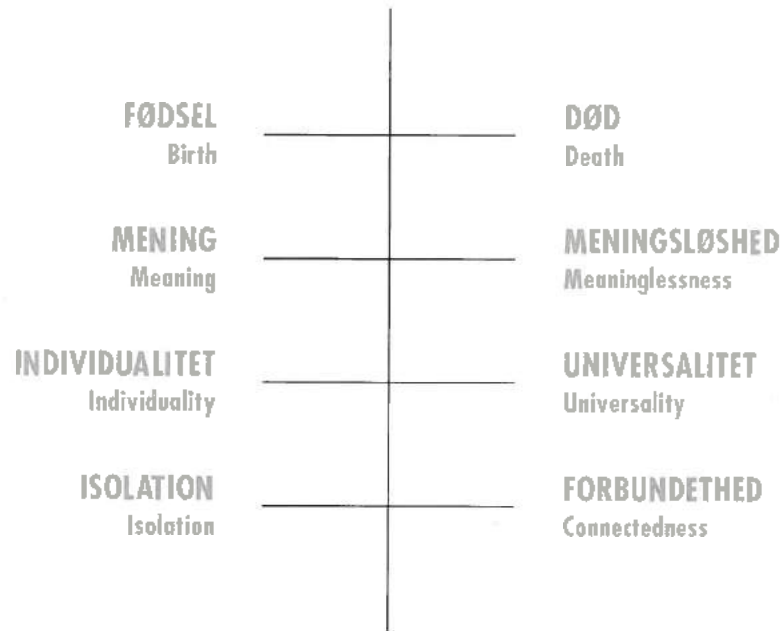 FØDSEL
Birth
DØD
Death
MENING
Meaning
MENINGSLØSHED
Meaninglessness
INDIVIDUALITET
Individuality
UNIVERSALITET
Universality
ISOLATION
Isolation
FORBUNDETHED
Connectedness